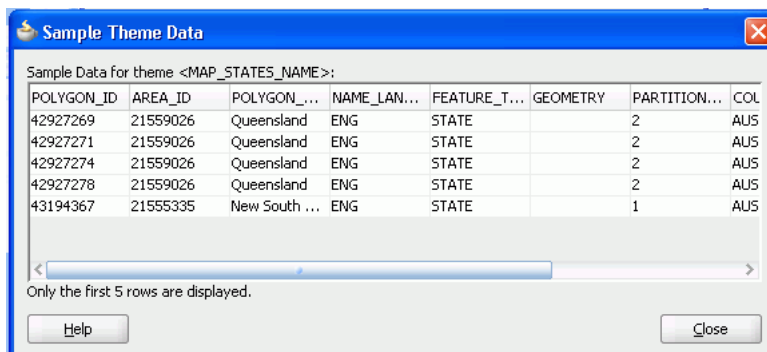 Sample Theme Data
Sample Data for theme <MAP_STATES_NAME>:
POLYGON_ID AREA_ID POLYGON_... NAME_LAN... FEATURE_T... GEOMETRY PARTITION... COL
42927269 21559026 Queensland ENG STATE 2 AUS
42927271 21559026 Queensland ENG STATE 2 AUS
42927274 21559026 Queensland ENG STATE 2 AUS
42927278 21559026 Queensland ENG STATE 2 AUS
43194367 21555335 New South ... ENG STATE 1 AUS
Only the first 5 rows are displayed.
Help Close